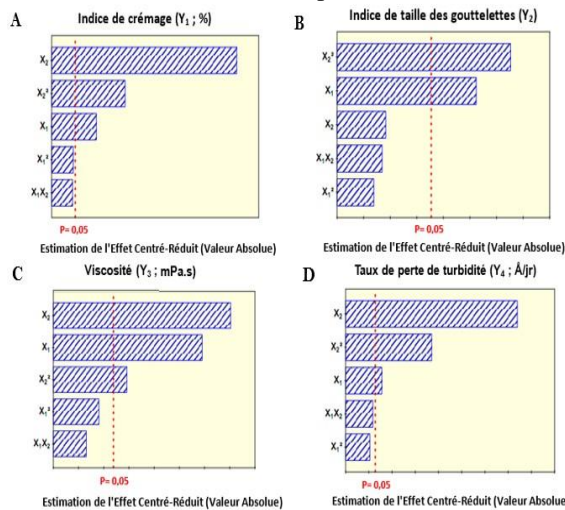 A
Indice de crémage (Y₁ ; %)
X₂
X₂²
X₁
X₁²
X₁X₂
P= 0,05
Estimation de l'Effet Centré-Réduit (Valeur Absolue)
B
Indice de taille des gouttelettes (Y₂)
X₂²
X₁
X₂
X₁X₂
X₁²
P= 0,05
Estimation de l'Effet Centré-Réduit (Valeur Absolue)
C
Viscosité (Y₃ ; mPa.s)
X₂
X₁
X₂²
X₁²
X₁X₂
P= 0,05
Estimation de l'Effet Centré-Réduit (Valeur Absolue)
D
Taux de perte de turbidité (Y₄ ; Å/jr)
X₂
X₂²
X₁
X₁X₂
X₁²
P= 0,05
Estimation de l'Effet Centré-Réduit (Valeur Absolue